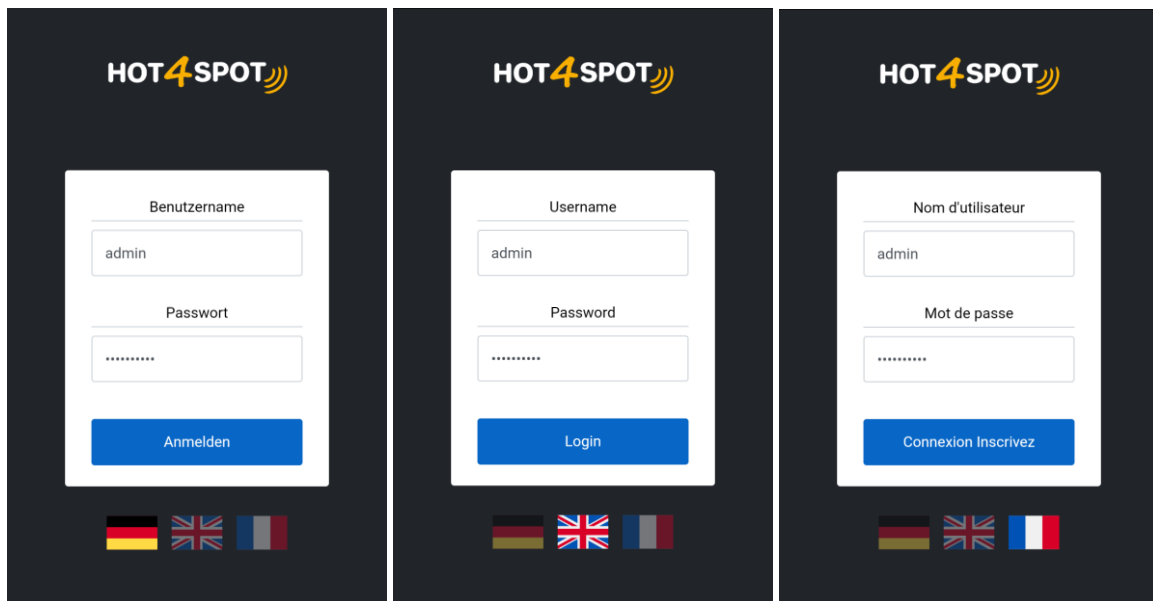 HOT4SPOT
Benutzername
admin
Passwort
••••••••••
Anmelden
HOT4SPOT
Username
admin
Password
••••••••••
Login
HOT4SPOT
Nom d'utilisateur
admin
Mot de passe
••••••••••
Connexion Inscrivez